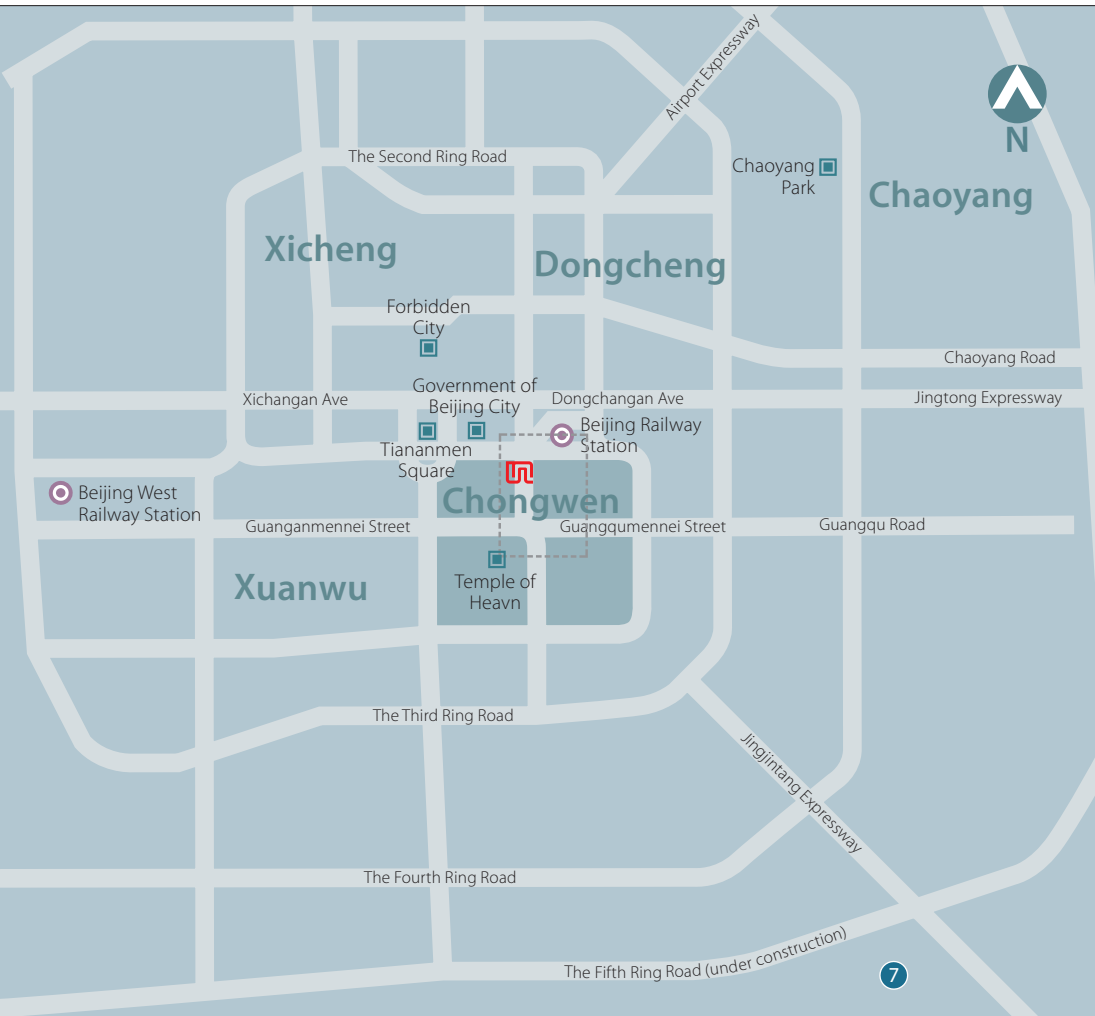 Airport Expressway
N
The Second Ring Road
Chaoyang
Park
Chaoyang
Xicheng
Dongcheng
Forbidden
City
Chaoyang Road
Government of
Beijing City
Xichangan Ave
Dongchangan Ave
Jingtong Expressway
Tiananmen
Square
Beijing Railway
Station
Beijing West
Railway Station
Chongwen
Guanganmennei Street
Guangqumennei Street
Guangqu Road
Temple of
Heavn
Xuanwu
The Third Ring Road
Jingjintang Expressway
The Fourth Ring Road
The Fifth Ring Road (under construction)
7